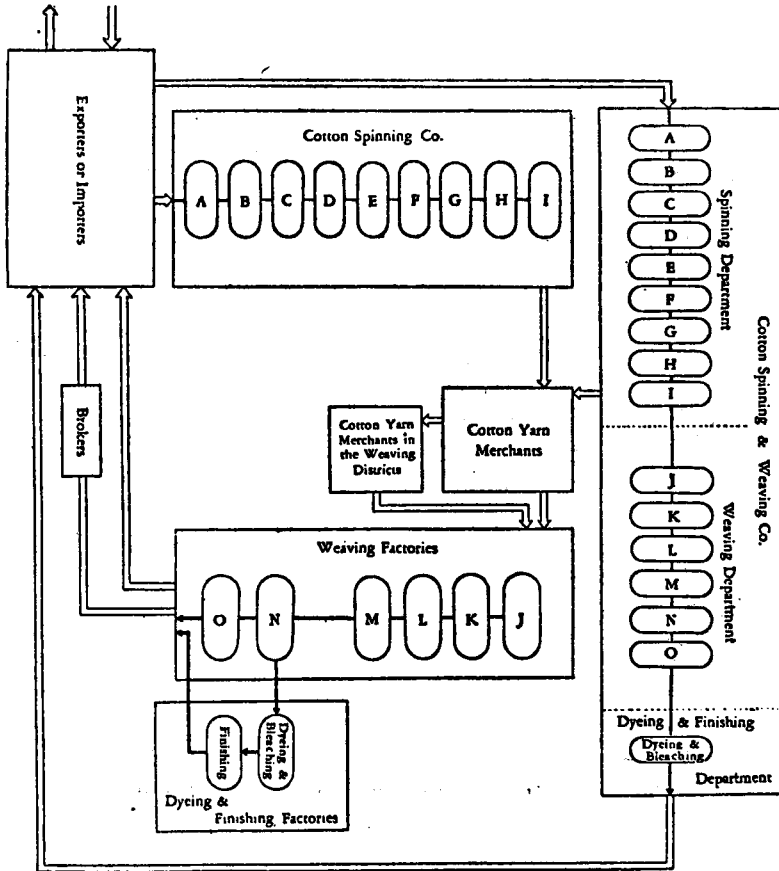 Exporters or Importers
Cotton Spinning Co.
A B C D E F G H I
A
B
C
D
E
F
G
H
I
Spinning Department
Cotton Spinning & Weaving Co.
Brokers
Cotton Yarn
Merchants in
the Weaving
Districts
Cotton Yarn
Merchants
J
K
L
M
N
O
Weaving Department
Weaving Factories
O N M L K J
Dyeing &
Bleaching
Finishing
Dyeing &
Finishing Factories
Dyeing & Finishing
Dyeing &
Bleaching
Department